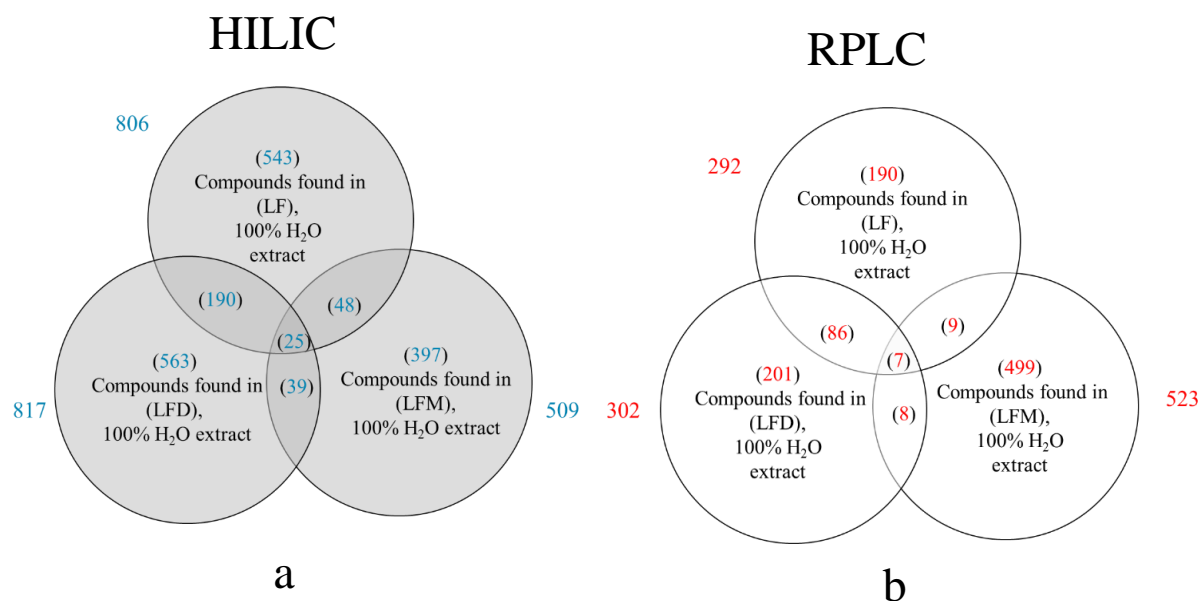 HILIC
806
(543)
Compounds found in
(LF),
100% H₂O
extract
(190)
(48)
(25)
(563)
Compounds found in
(LFD),
100% H₂O extract
(39)
(397)
Compounds found in
(LFM),
100% H₂O extract
817
509
a
RPLC
292
(190)
Compounds found in
(LF),
100% H₂O
extract
(86)
(9)
(7)
(201)
Compounds found in
(LFD),
100% H₂O
extract
(8)
(499)
Compounds found in
(LFM),
100% H₂O
extract
302
523
b